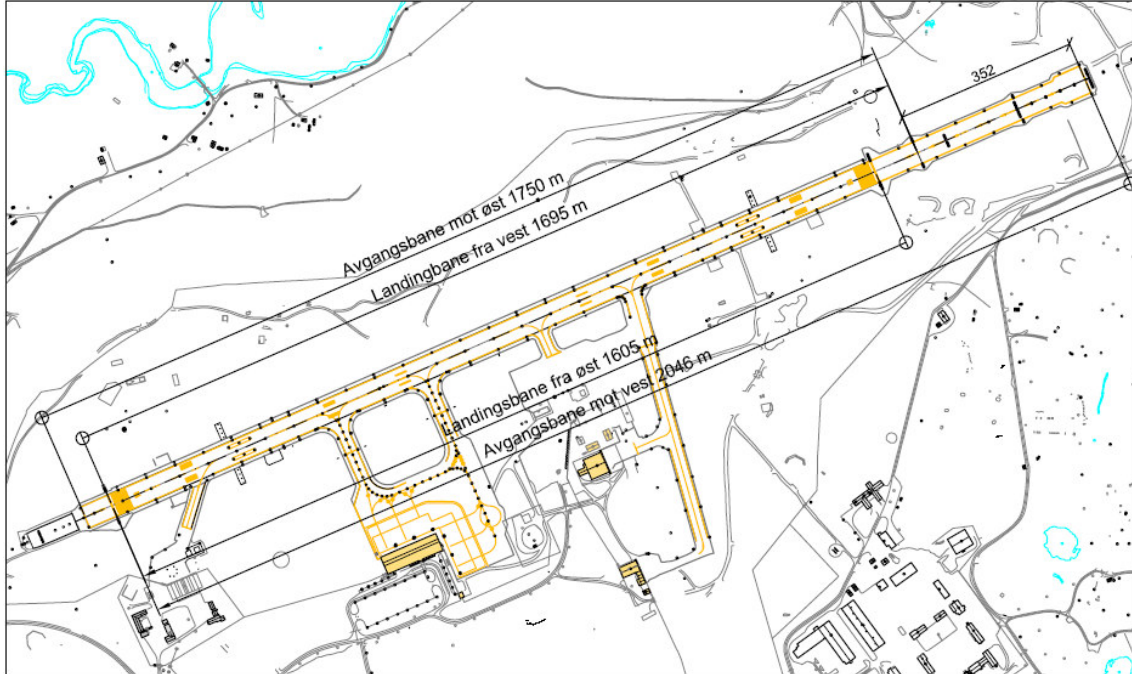 352
Avgangsbane mot øst 1750 m
Landingbane fra vest 1695 m
Landingsbane fra øst 1605 m
Avgangsbane mot vest 2046 m